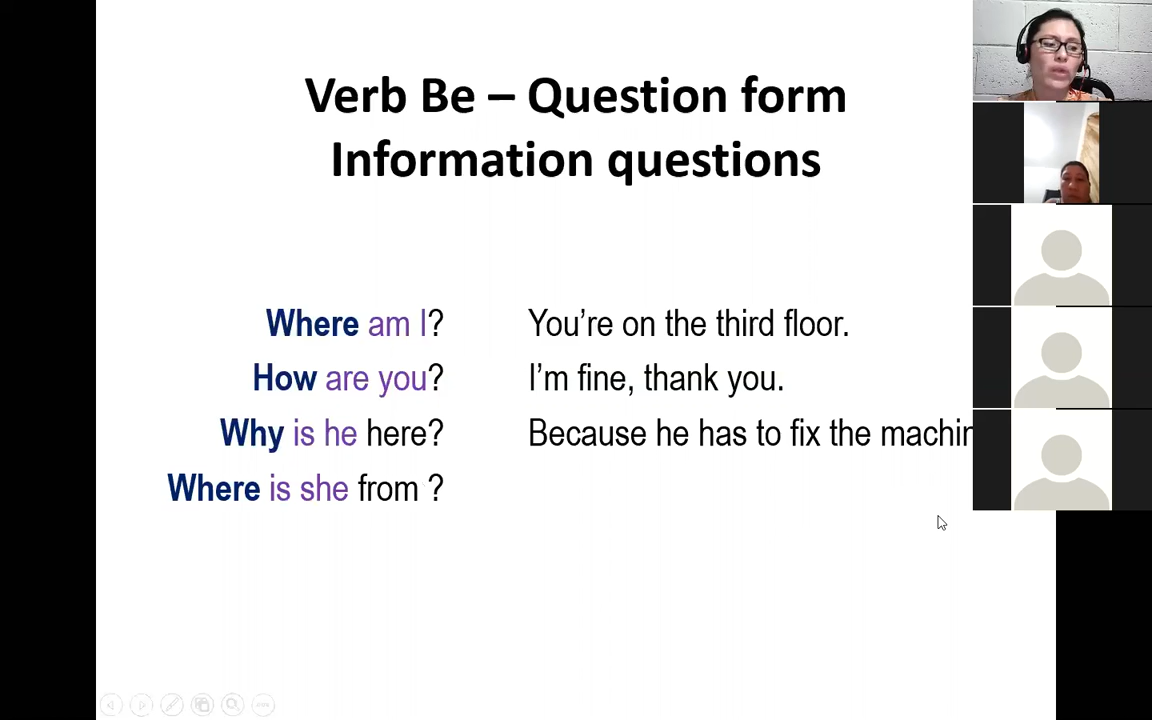 Verb Be – Question form
Information questions
Where am I? You’re on the third floor.
How are you? I’m fine, thank you.
Why is he here? Because he has to fix the machin
Where is she from ?